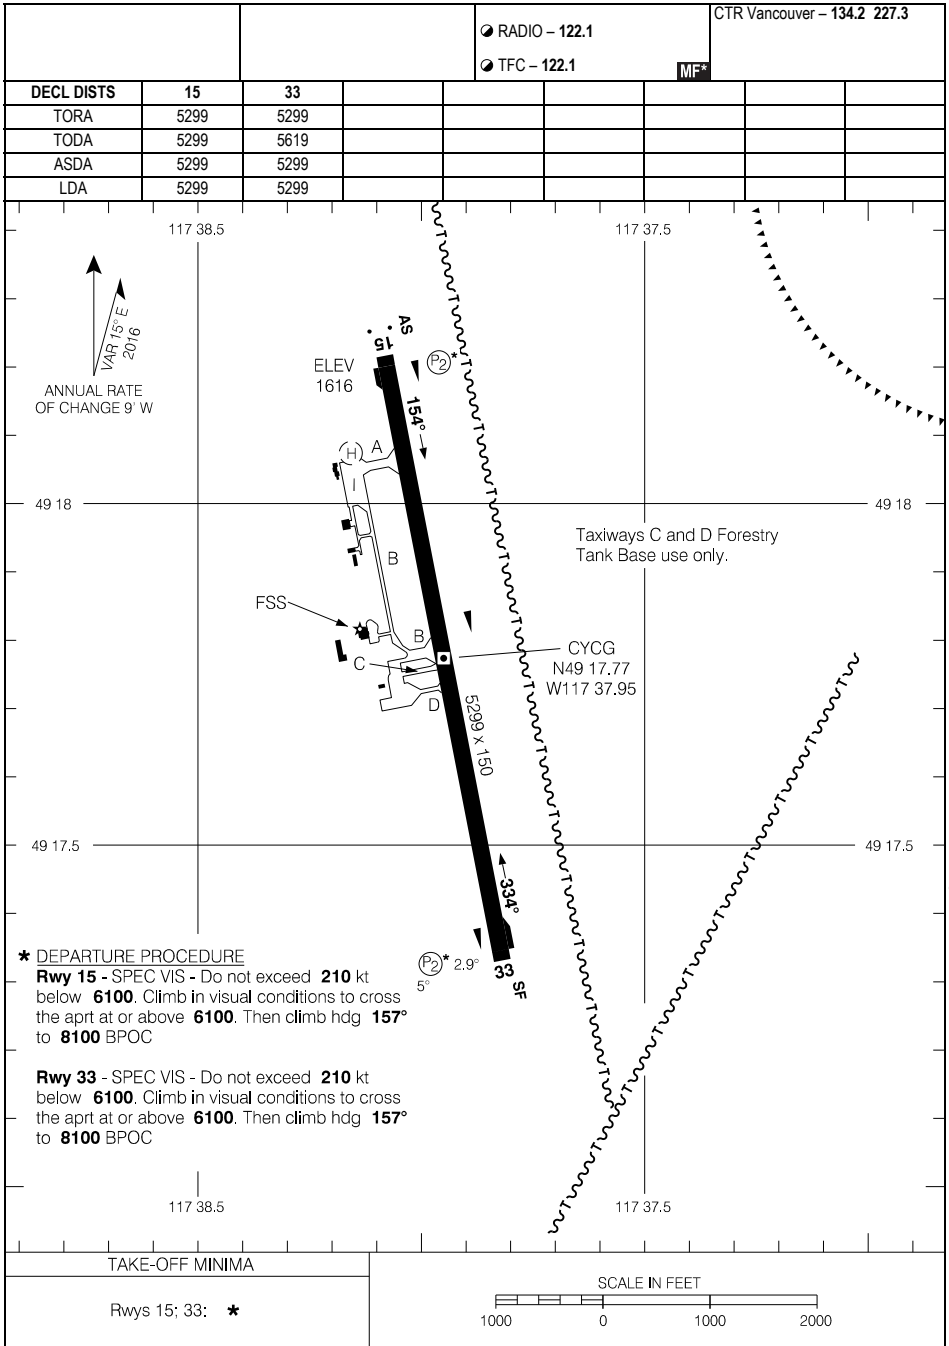 CTR Vancouver – 134.2 227.3
RADIO – 122.1
TFC – 122.1
MF*
DECL DISTS 15 33
TORA 5299 5299
TODA 5299 5619
ASDA 5299 5299
LDA 5299 5299
117 38.5 117 37.5
VAR 15° E
2016
ANNUAL RATE
OF CHANGE 9' W
AS
15
ELEV
1616
P2 *
154°
H
A
49 18 49 18
Taxiways C and D Forestry
Tank Base use only.
B
FSS
B
C
CYCG
N49 17.77
W117 37.95
D
5299 x 150
49 17.5 49 17.5
334°
P2 * 2.9°
5°
33
SF
* DEPARTURE PROCEDURE
Rwy 15 - SPEC VIS - Do not exceed 210 kt
below 6100. Climb in visual conditions to cross
the aprt at or above 6100. Then climb hdg 157°
to 8100 BPOC
Rwy 33 - SPEC VIS - Do not exceed 210 kt
below 6100. Climb in visual conditions to cross
the aprt at or above 6100. Then climb hdg 157°
to 8100 BPOC
117 38.5 117 37.5
TAKE-OFF MINIMA
Rwys 15; 33: *
SCALE IN FEET
1000 0 1000 2000